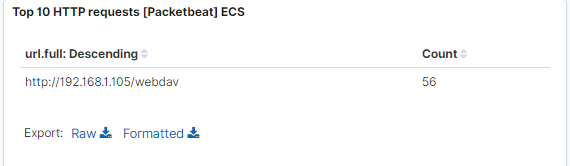 Top 10 HTTP requests [Packetbeat] ECS
url.full: Descending Count
http://192.168.1.105/webdav 56
Export: Raw Formatted